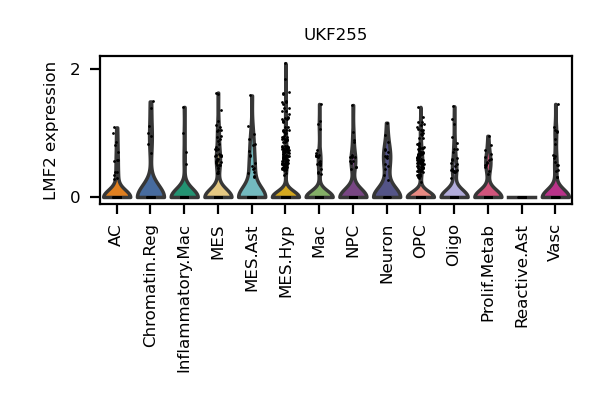 UKF255
LMF2 expression
2
0
AC
Chromatin.Reg
Inflammatory.Mac
MES
MES.Ast
MES.Hyp
Mac
NPC
Neuron
OPC
Oligo
Prolif.Metab
Reactive.Ast
Vasc